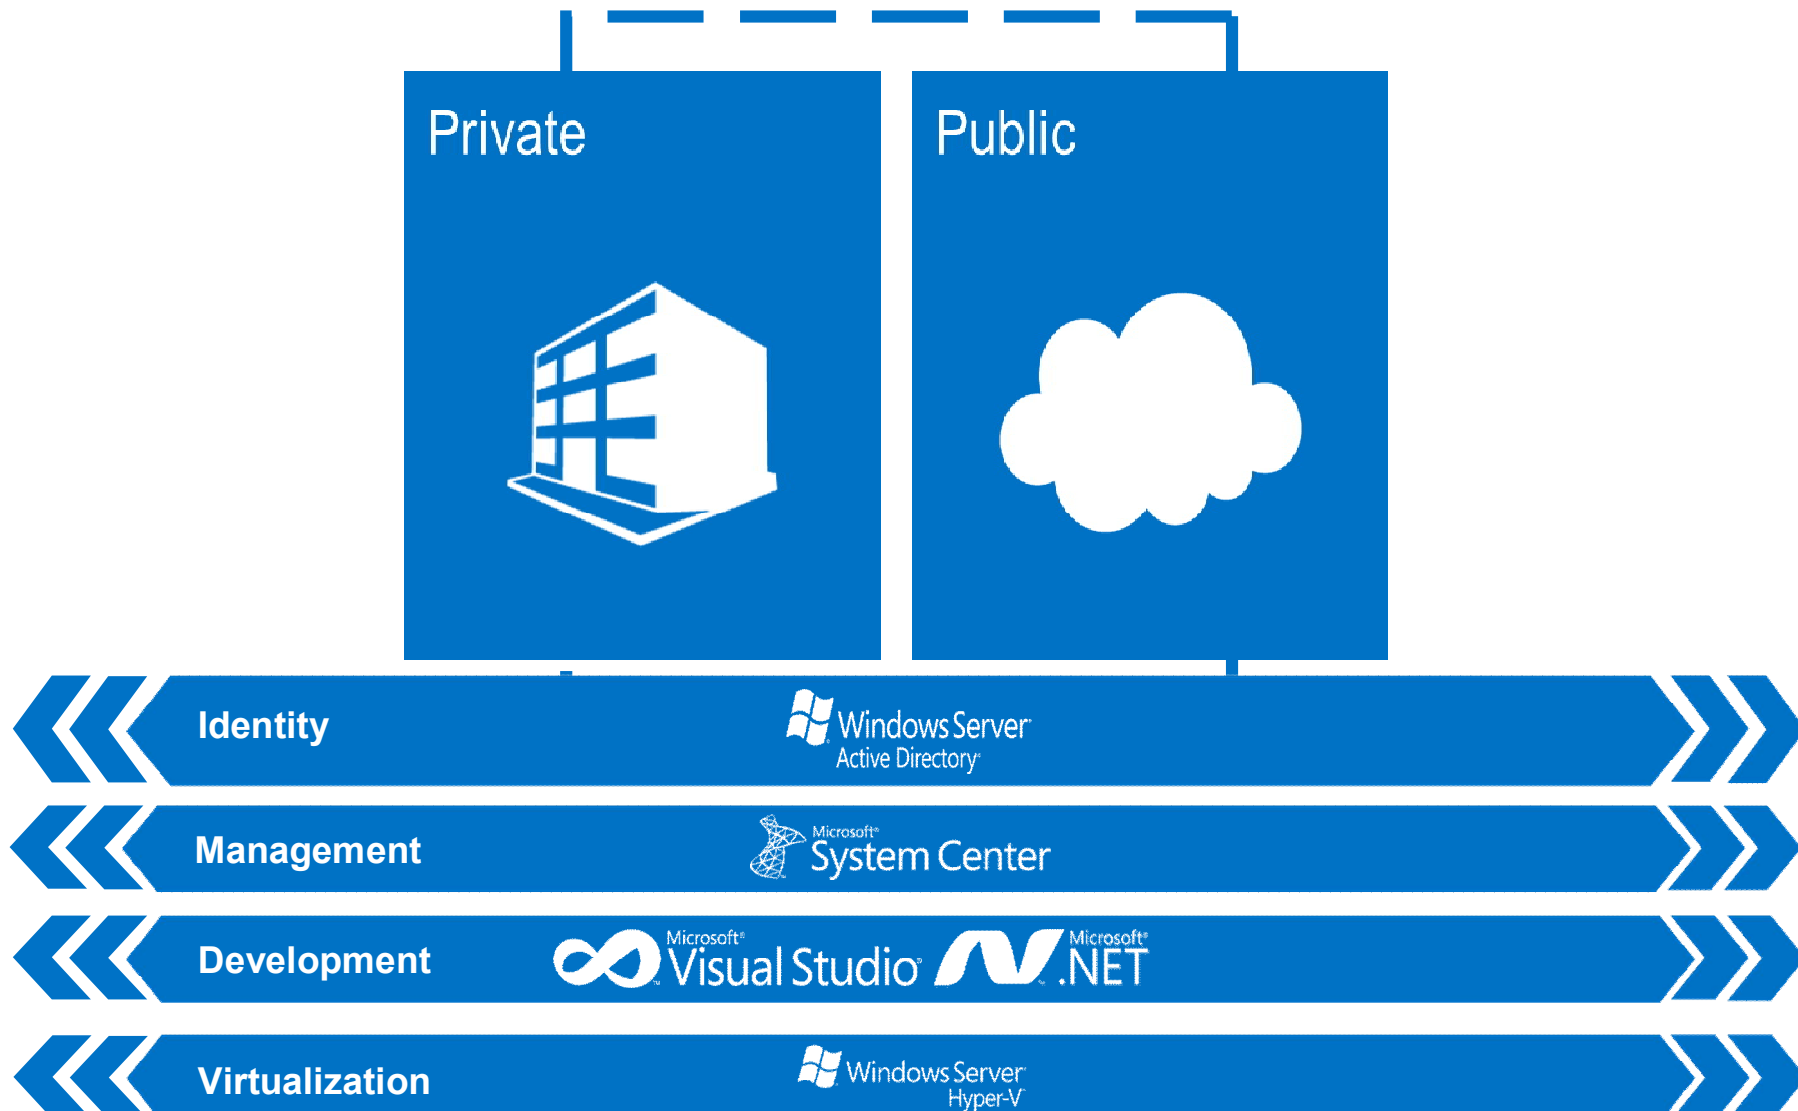 Private
Public
Identity
Windows Server
Active Directory
Management
Microsoft®
System Center
Development
Microsoft®
Visual Studio
Microsoft®
.NET
Virtualization
Windows Server
Hyper-V